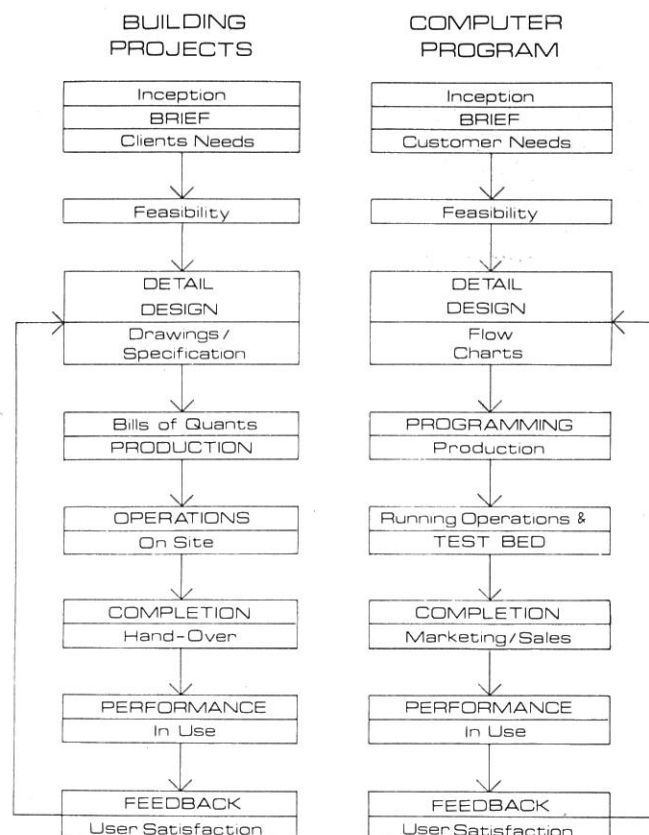 BUILDING
PROJECTS
Inception
BRIEF
Clients Needs
Feasibility
DETAIL
DESIGN
Drawings/
Specification
Bills of Quants
PRODUCTION
OPERATIONS
On Site
COMPLETION
Hand-Over
PERFORMANCE
In Use
FEEDBACK
User Satisfaction
COMPUTER
PROGRAM
Inception
BRIEF
Customer Needs
Feasibility
DETAIL
DESIGN
Flow
Charts
PROGRAMMING
Production
Running Operations &
TEST BED
COMPLETION
Marketing/Sales
PERFORMANCE
In Use
FEEDBACK
User Satisfaction